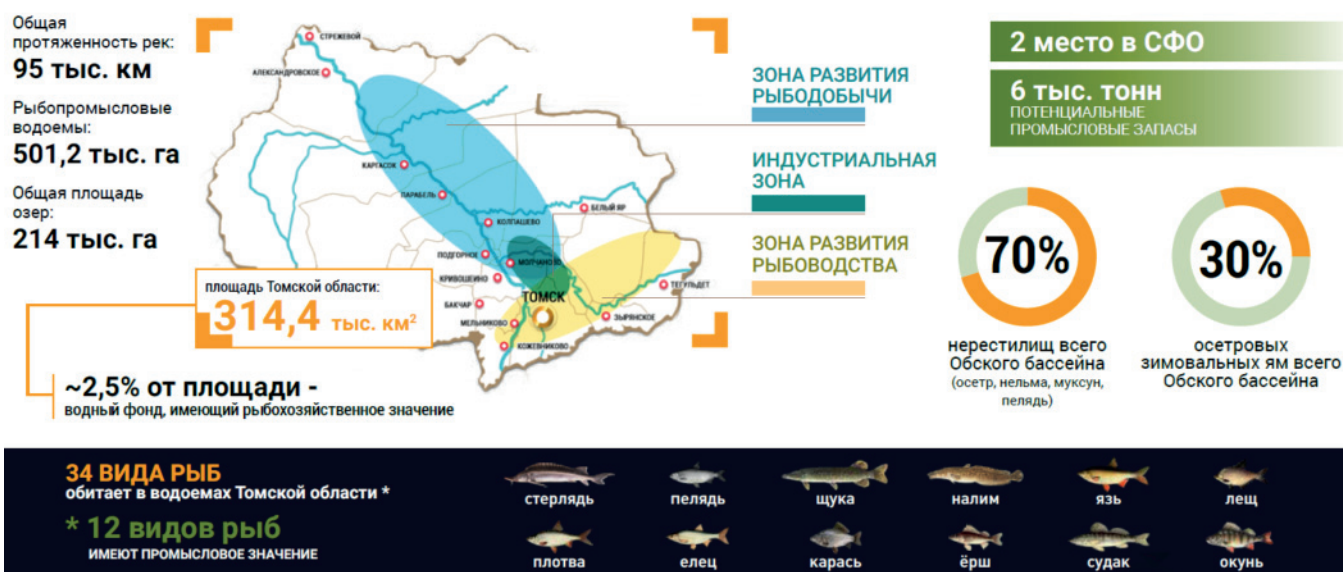 Общая
протяженность рек:
95 тыс. км
Рыбопромысловые
водоемы:
501,2 тыс. га
Общая площадь
озер:
214 тыс. га
СТРЕЖЕВОЙ
АЛЕКСАНДРОВСКОЕ
КАРГАСОК
ПАРАБЕЛЬ
КОЛПАШЕВО
БЕЛЫЙ ЯР
ПОДГОРНОЕ
МОЛЧАНОВО
КРИВОШЕИНО
ТЕГУЛЬДЕТ
БАКЧАР
ТОМСК
МЕЛЬНИКОВО
ЗЫРЯНСКОЕ
КОЖЕВНИКОВО
площадь Томской области:
314,4 тыс. км²
~2,5% от площади -
водный фонд, имеющий рыбохозяйственное значение
ЗОНА РАЗВИТИЯ
РЫБОДОБЫЧИ
ИНДУСТРИАЛЬНАЯ
ЗОНА
ЗОНА РАЗВИТИЯ
РЫБОВОДСТВА
2 место в СФО
6 тыс. тонн
ПОТЕНЦИАЛЬНЫЕ
ПРОМЫСЛОВЫЕ ЗАПАСЫ
70%
нерестилищ всего
Обского бассейна
(осетр, нельма, муксун,
пелядь)
30%
осетровых
зимовальных ям всего
Обского бассейна
34 ВИДА РЫБ
обитает в водоемах Томской области *
* 12 видов рыб
ИМЕЮТ ПРОМЫСЛОВОЕ ЗНАЧЕНИЕ
стерлядь пелядь щука налим язь лещ
плотва елец карась ёрш судак окунь